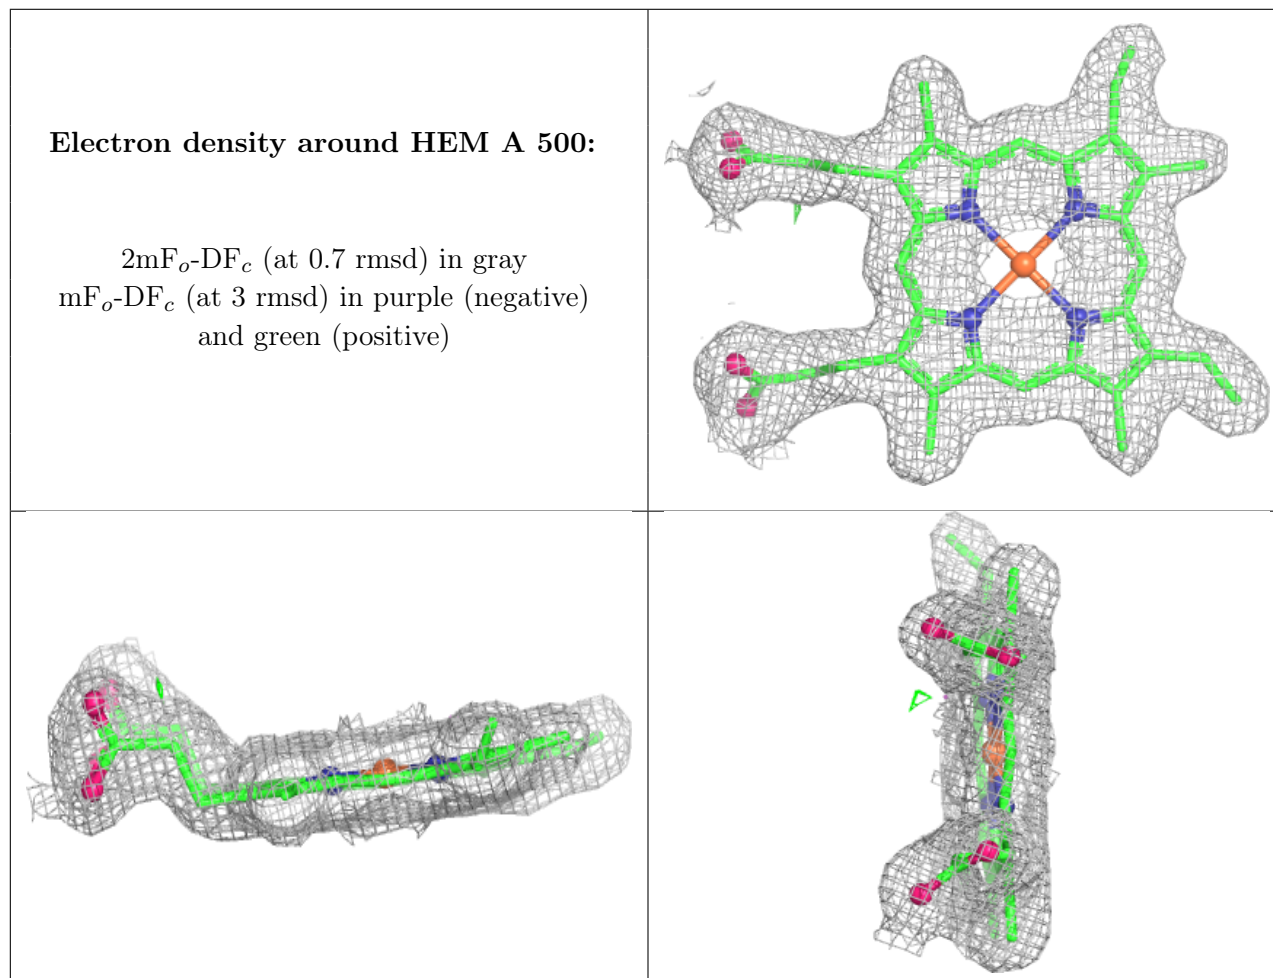 Electron density around HEM A 500:
2mFo-DFc (at 0.7 rmsd) in gray
mFo-DFc (at 3 rmsd) in purple (negative)
and green (positive)